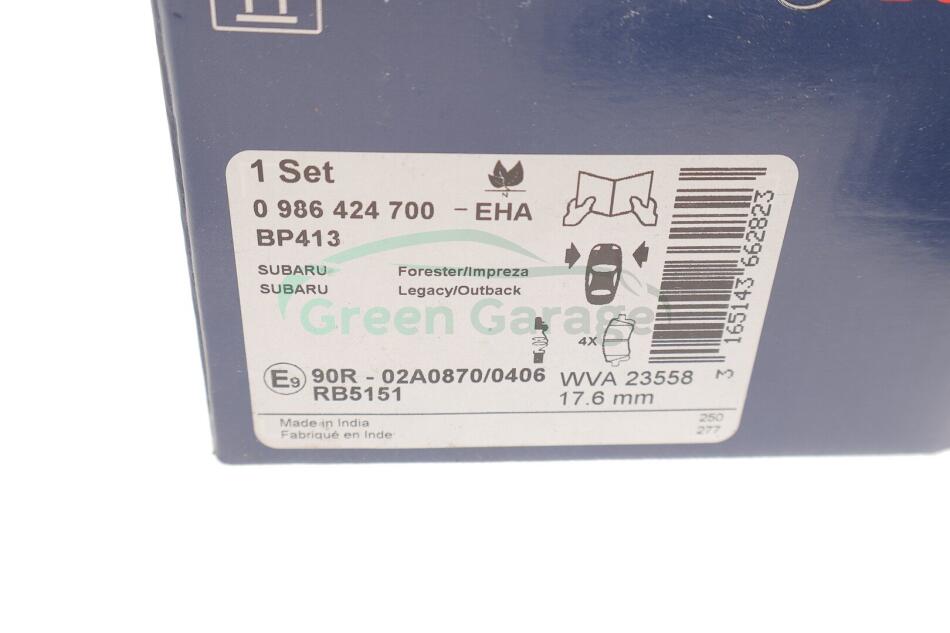 1 Set
0 986 424 700 - EHA
BP413
SUBARU Forester/Impreza
SUBARU Legacy/Outback
Green Garage
4X
E9 90R - 02A0870/0406 WVA 23558
RB5151 17.6 mm
Made in India 250
Fabriqué en Inde 277
3 165143 662823